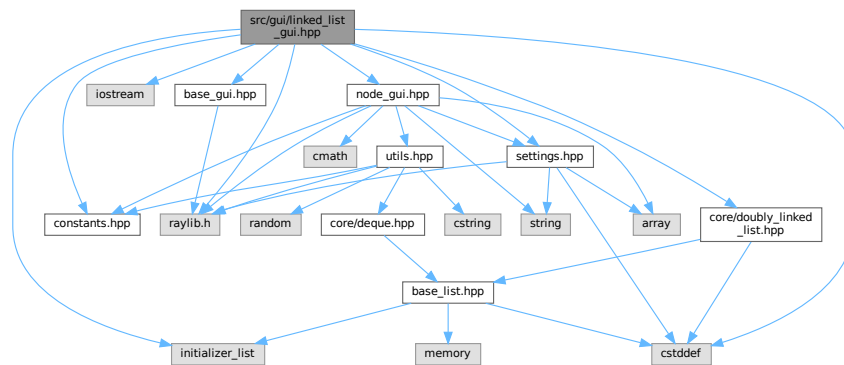 src/gui/linked_list
_gui.hpp
iostream
base_gui.hpp
node_gui.hpp
cmath
utils.hpp
settings.hpp
constants.hpp
raylib.h
random
core/deque.hpp
cstring
string
array
core/doubly_linked
_list.hpp
base_list.hpp
initializer_list
memory
cstddef